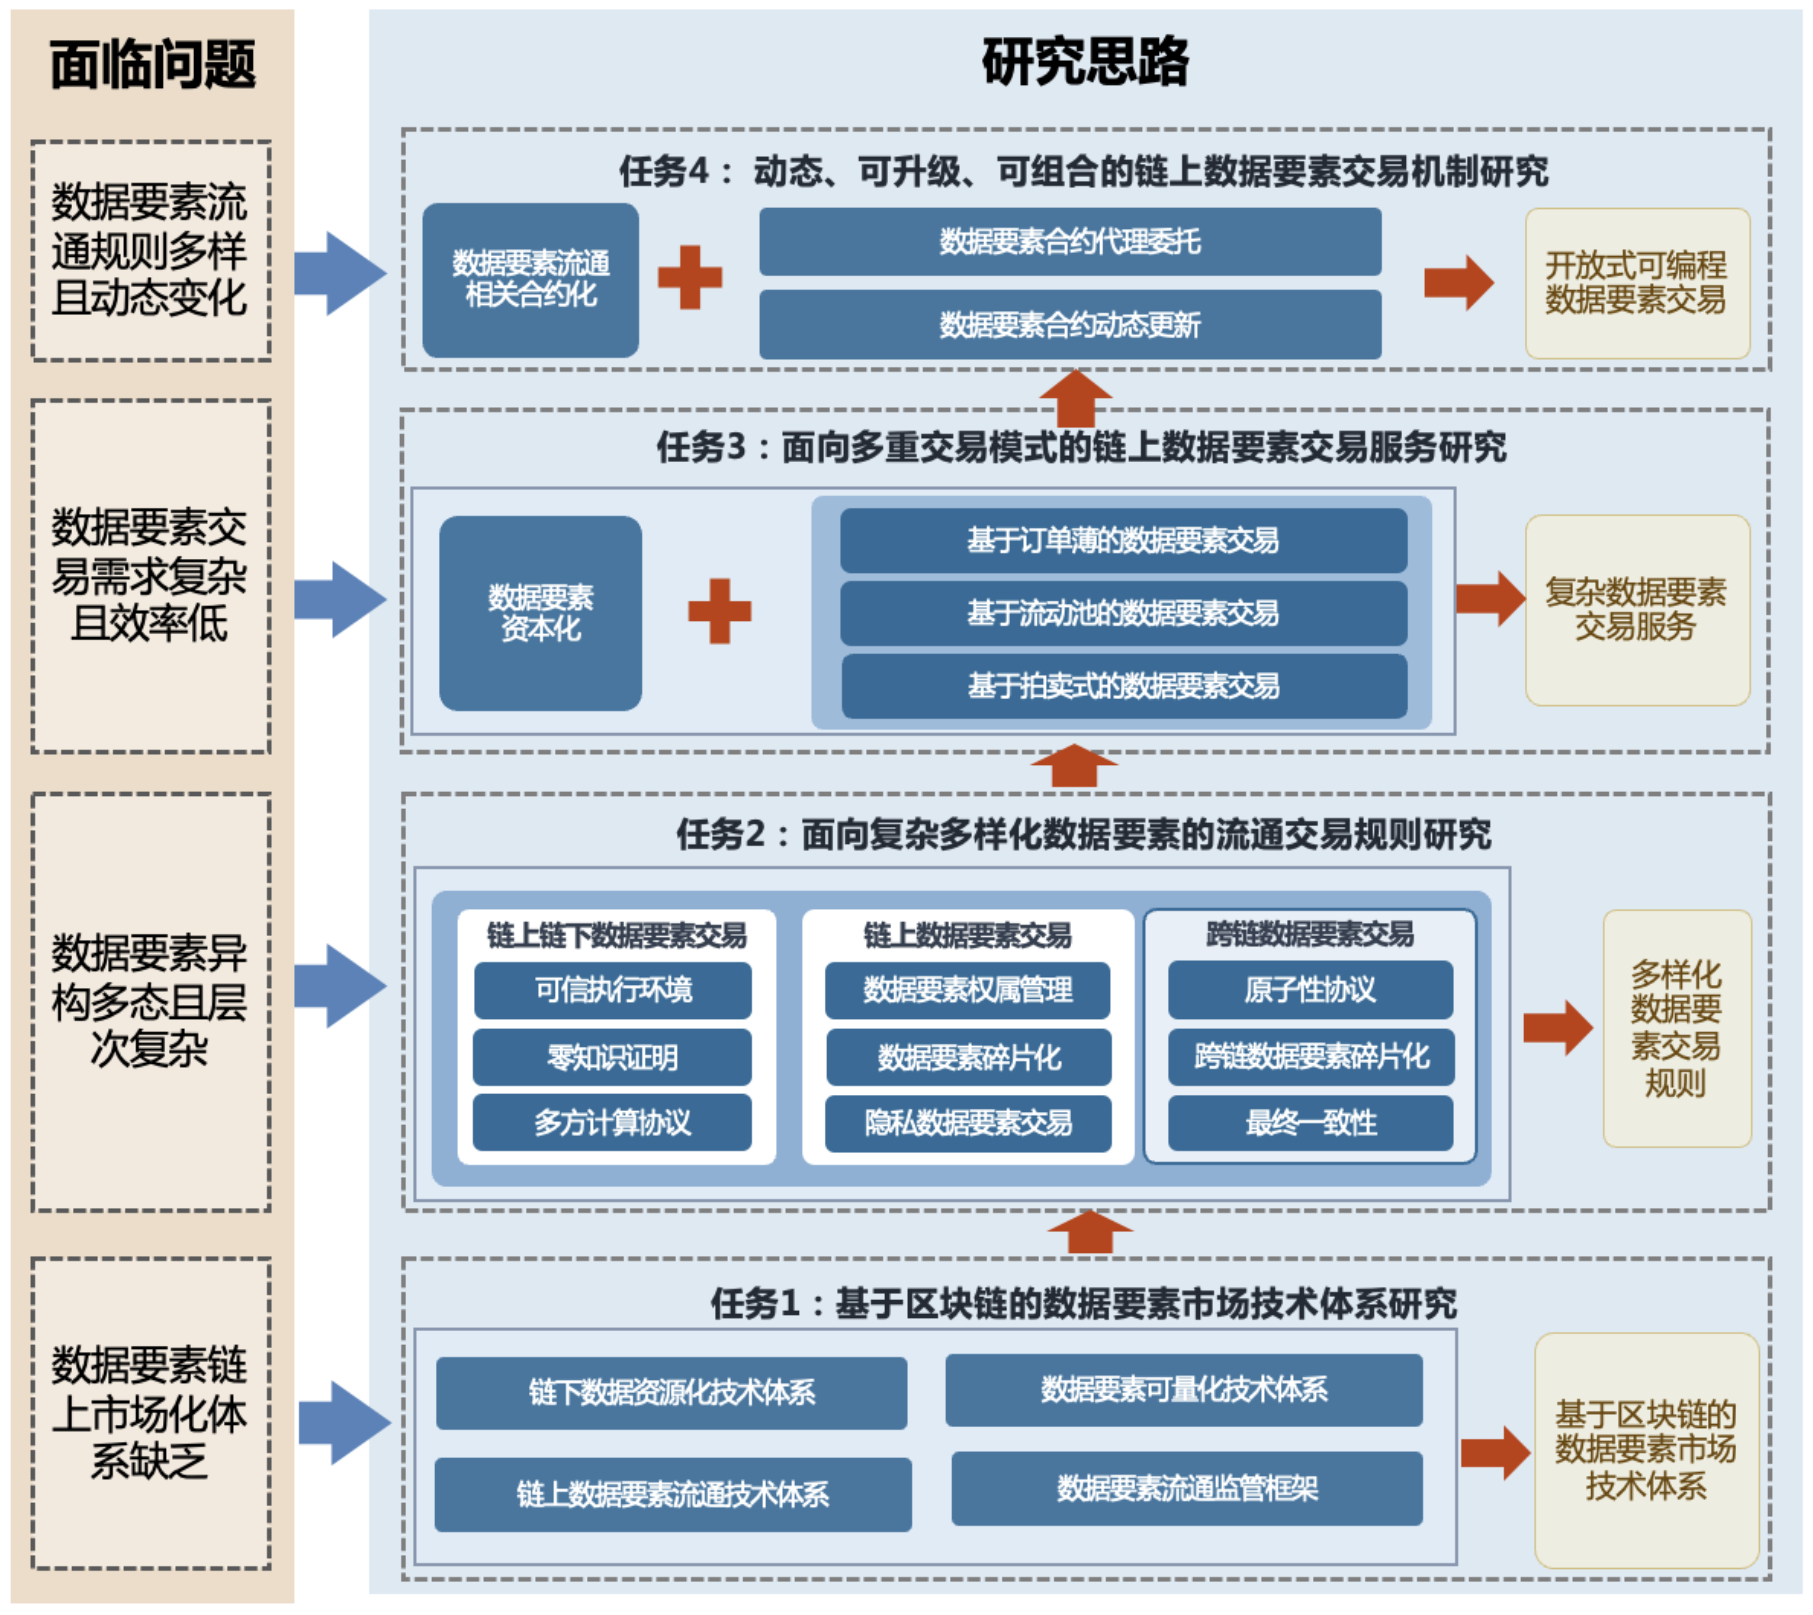 面临问题
研究思路
数据要素流
通规则多样
且动态变化
任务4： 动态、可升级、可组合的链上数据要素交易机制研究
数据要素流通
相关合约化
数据要素合约代理委托
数据要素合约动态更新
开放式可编程
数据要素交易
数据要素交
易需求复杂
且效率低
任务3：面向多重交易模式的链上数据要素交易服务研究
数据要素
资本化
基于订单薄的数据要素交易
基于流动池的数据要素交易
基于拍卖式的数据要素交易
复杂数据要素
交易服务
数据要素异
构多态且层
次复杂
任务2：面向复杂多样化数据要素的流通交易规则研究
链上链下数据要素交易
可信执行环境
零知识证明
多方计算协议
链上数据要素交易
数据要素权属管理
数据要素碎片化
隐私数据要素交易
跨链数据要素交易
原子性协议
跨链数据要素碎片化
最终一致性
多样化
数据要
素交易
规则
数据要素链
上市场化体
系缺乏
任务1：基于区块链的数据要素市场技术体系研究
链下数据资源化技术体系
数据要素可量化技术体系
链上数据要素流通技术体系
数据要素流通监管框架
基于区块链的
数据要素市场
技术体系